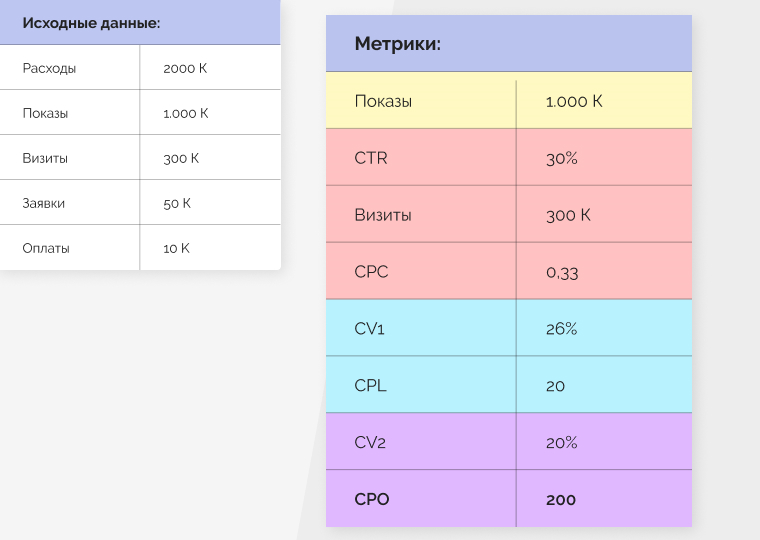 Исходные данные:
Расходы 2000 К
Показы 1.000 К
Визиты 300 К
Заявки 50 К
Оплаты 10 К
Метрики:
Показы 1.000 К
CTR 30%
Визиты 300 К
CPC 0,33
CV1 26%
CPL 20
CV2 20%
CPO 200